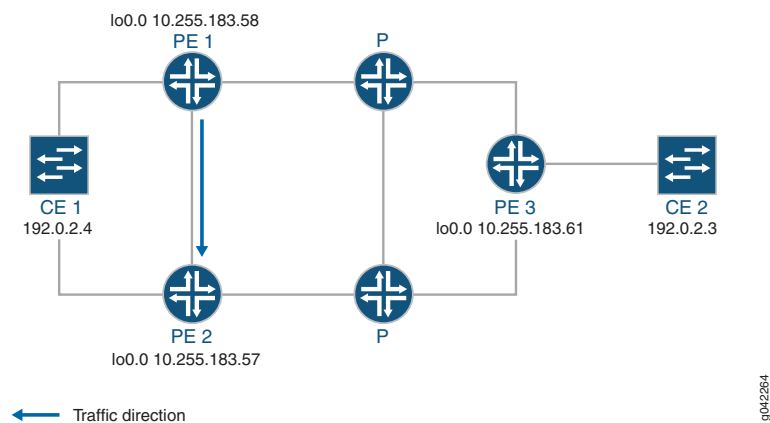 lo0.0 10.255.183.58
PE 1
P
CE 1
192.0.2.4
PE 3
lo0.0 10.255.183.61
CE 2
192.0.2.3
PE 2
lo0.0 10.255.183.57
P
Traffic direction
g042264